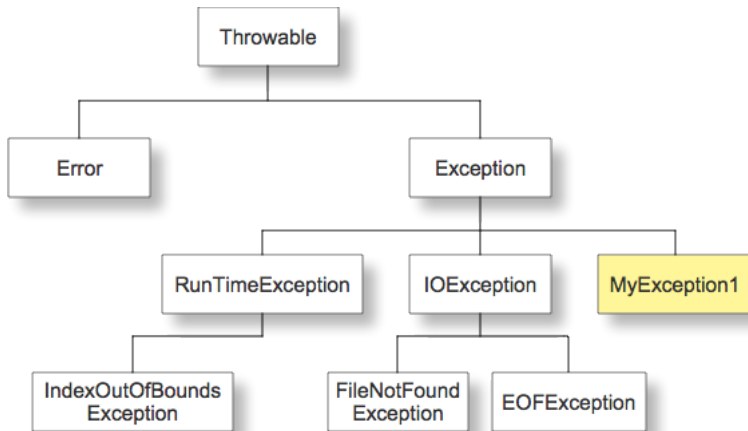 Throwable
Error
Exception
RunTimeException
IOException
MyException1
IndexOutOfBounds
Exception
FileNotFound
Exception
EOFException